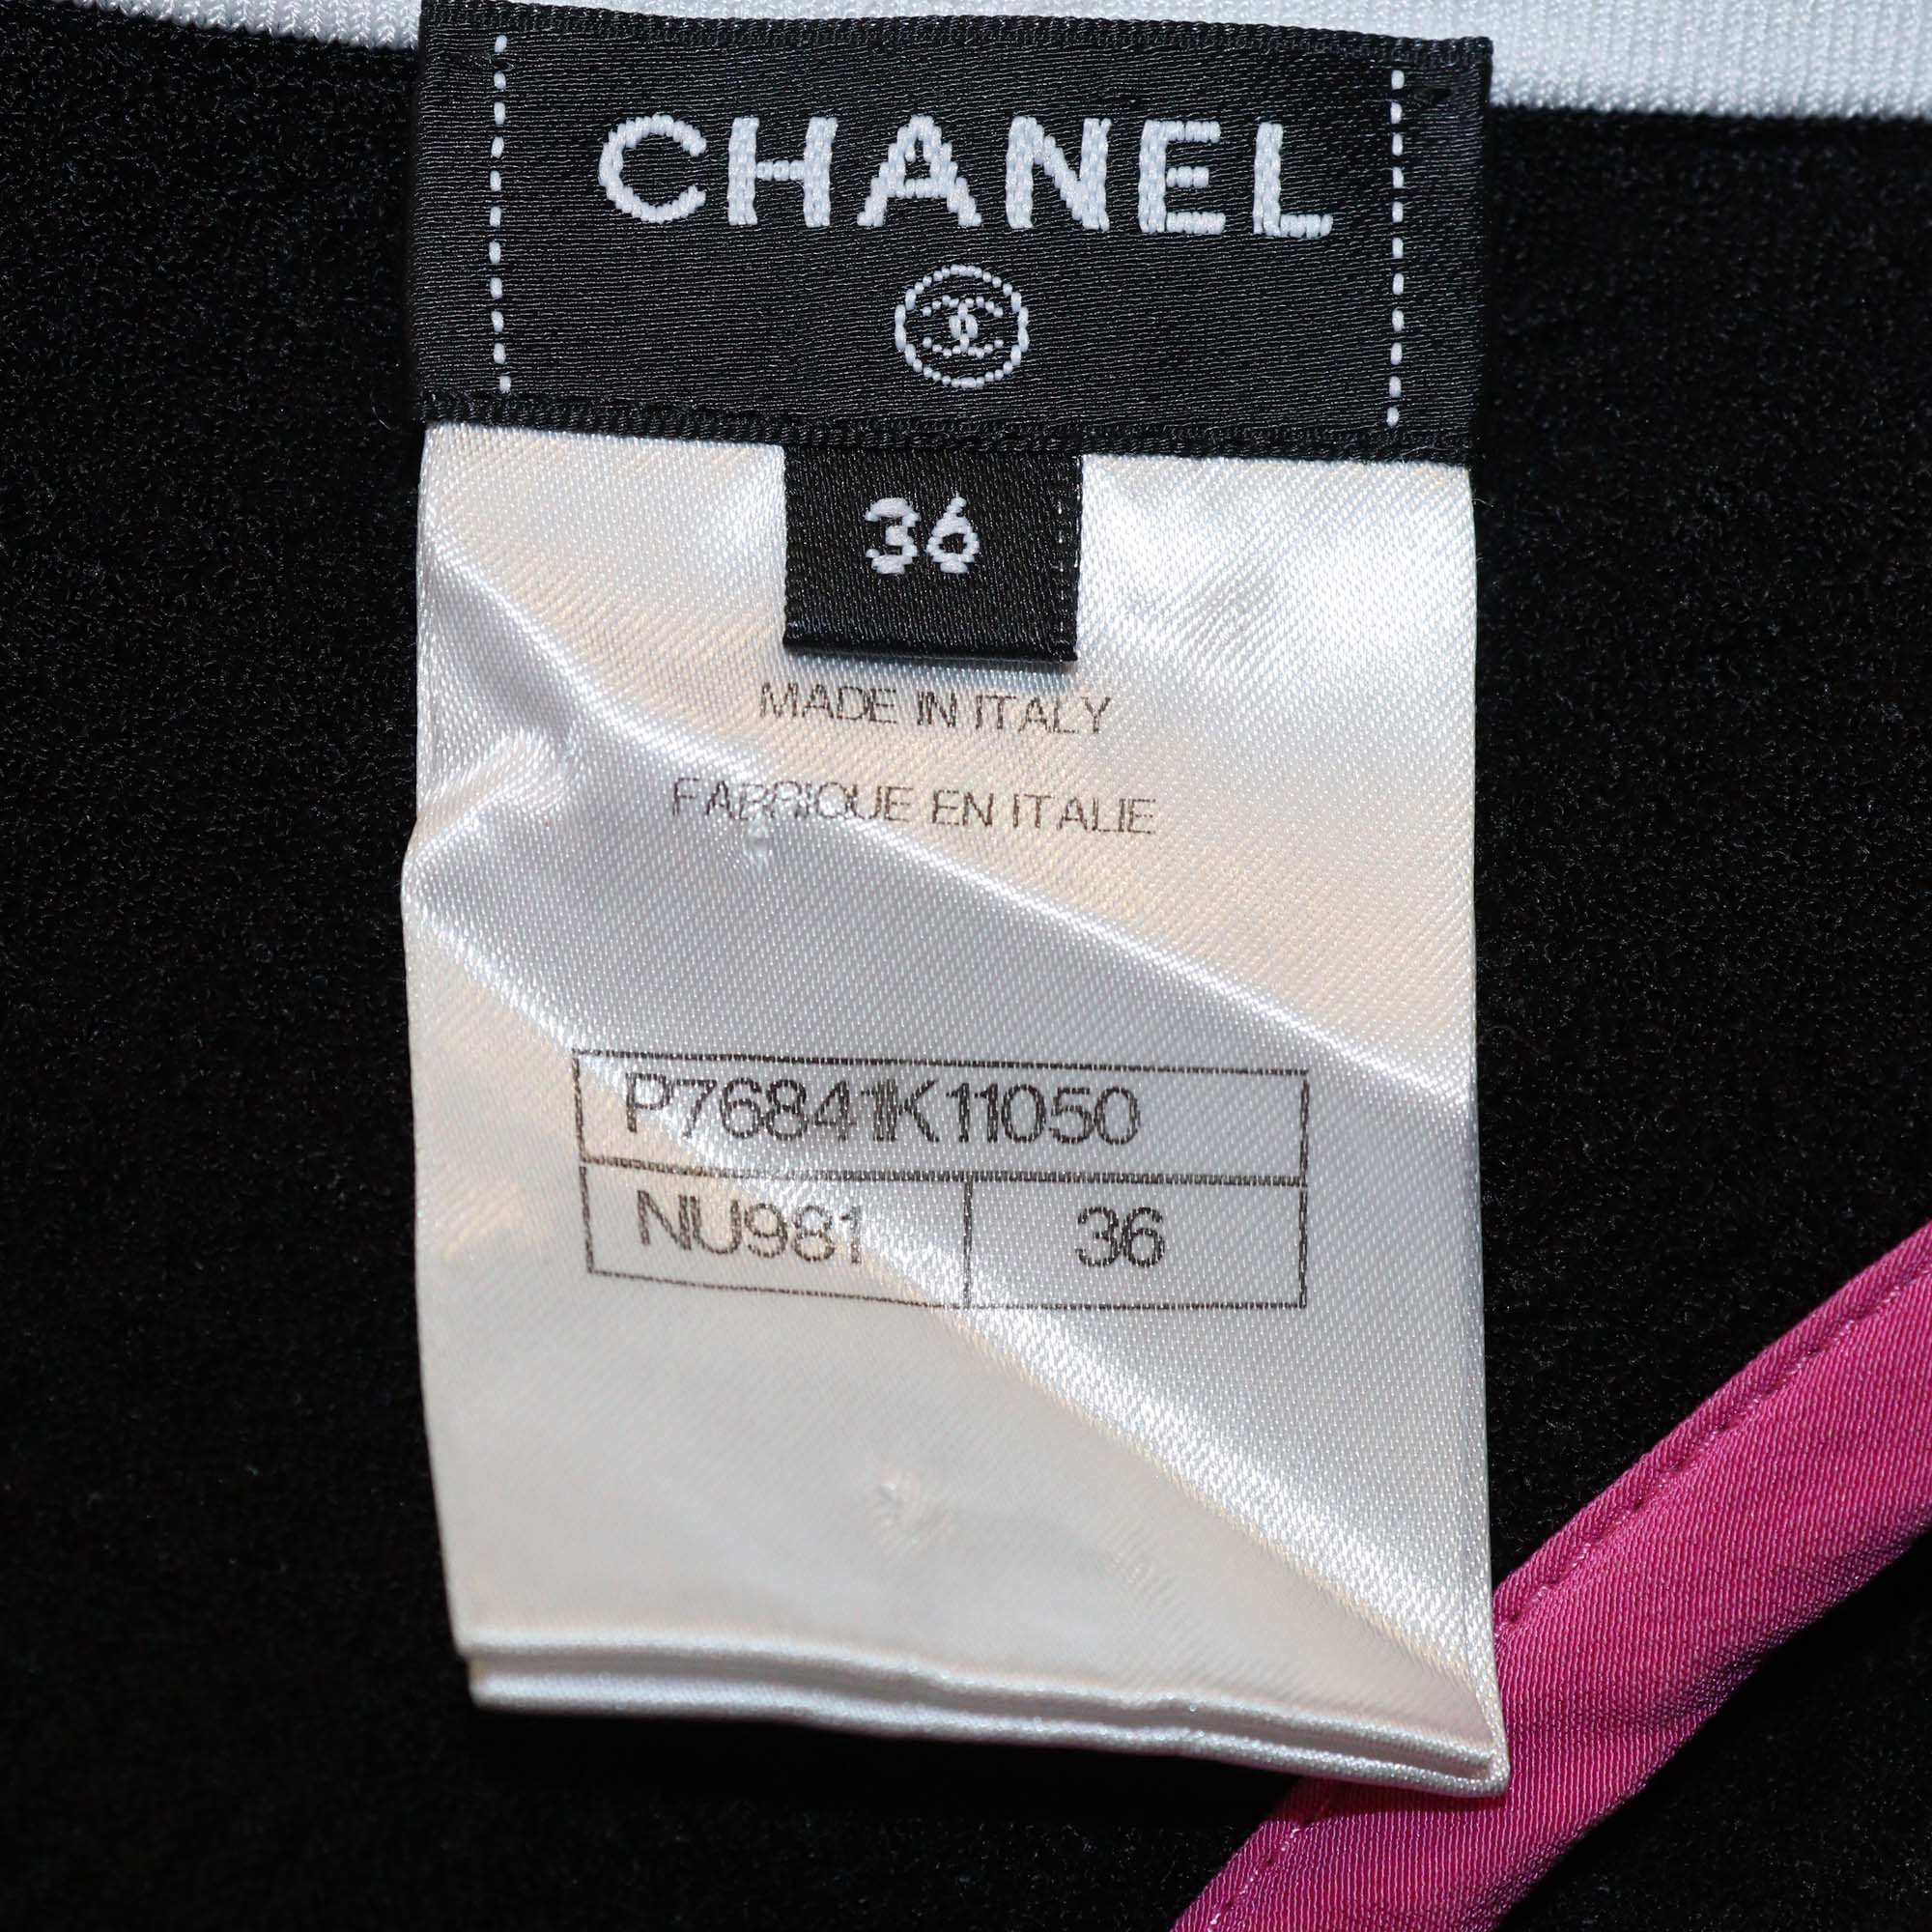 CHANEL
36
MADE IN ITALY
FABRIQUE EN ITALIE
P76841K11050
NU981 36